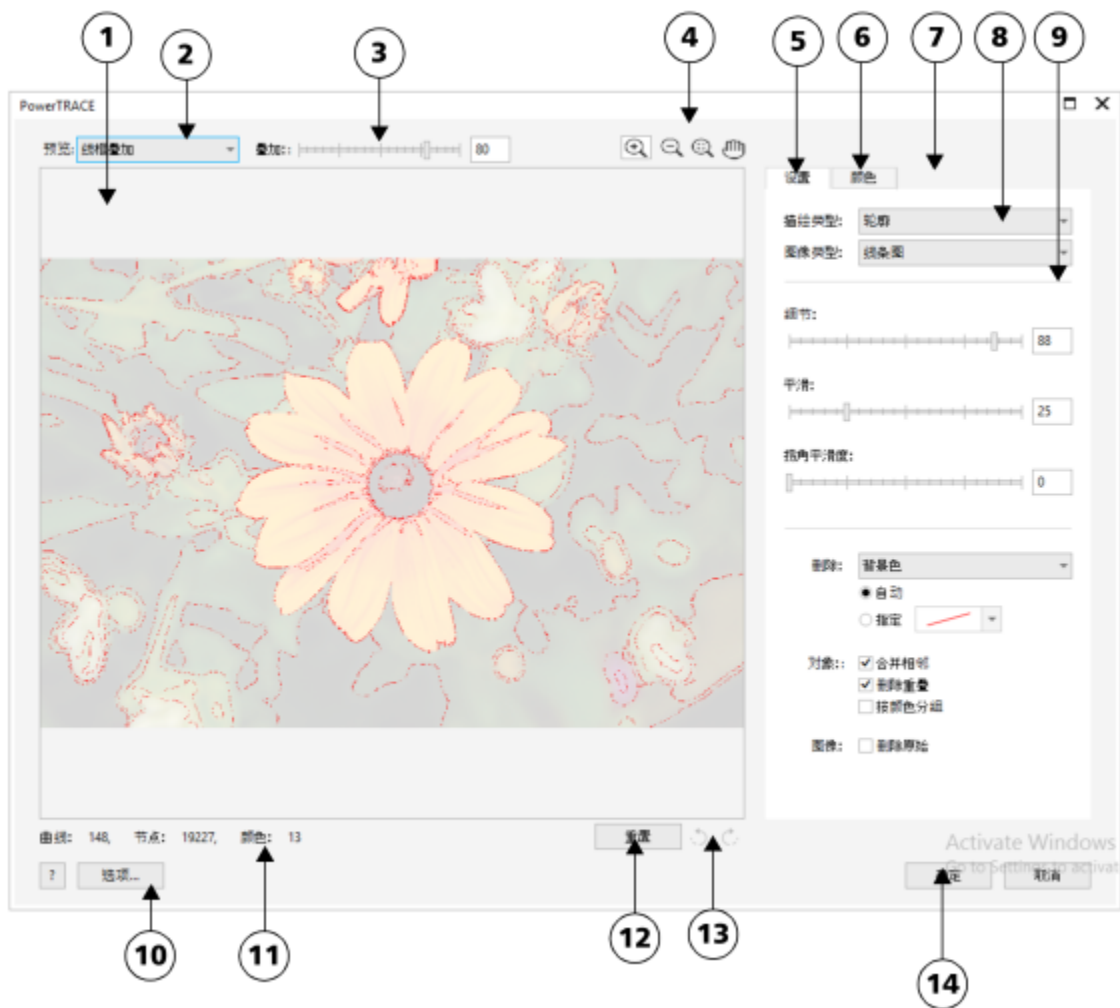 1
2
3
4
5
6
7
8
9
PowerTRACE
预览: 线框叠加 叠加:: 80
设置 颜色
描绘类型: 轮廓
图像类型: 线条图
细节:
88
平滑:
25
拐角平滑度:
0
删除: 背景色
自动
指定
对象:: 合并相邻
删除重叠
按颜色分组
图像: 删除原始
曲线: 148, 节点: 19227, 颜色: 13
重置
Activate Windows
Go to Settings to activat
? 选项... 取消
10
11
12
13
14